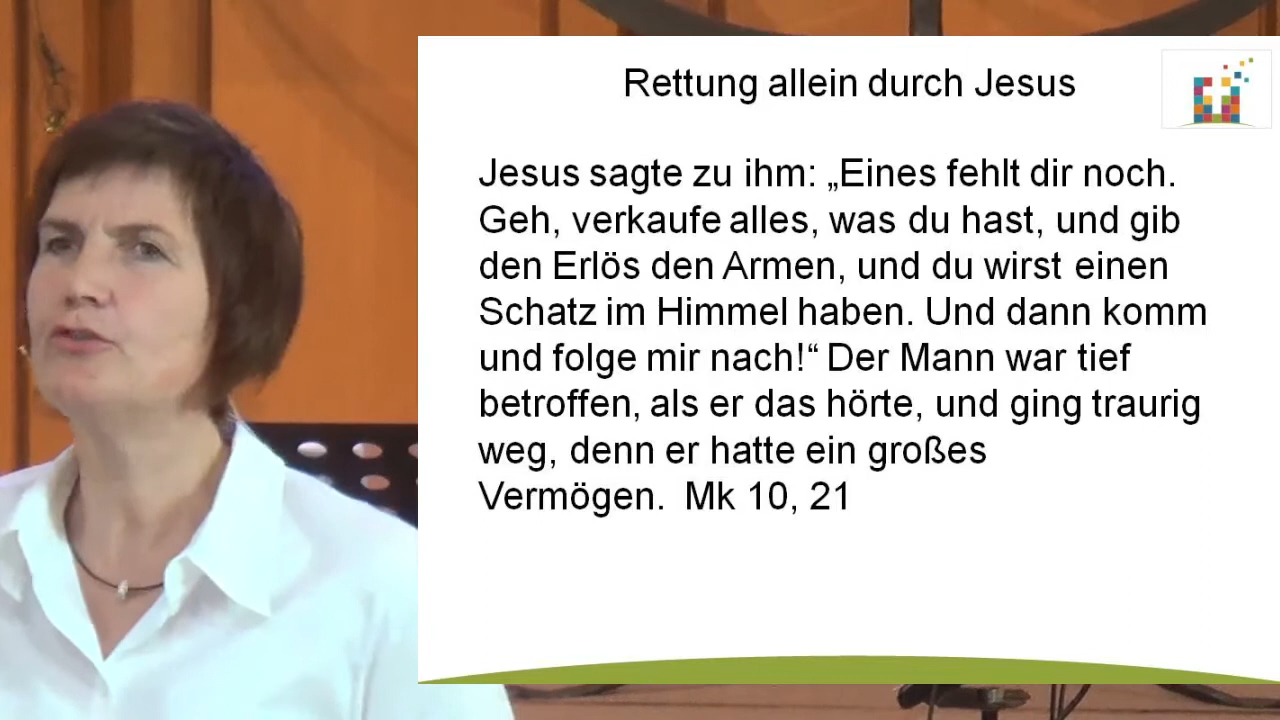 Rettung allein durch Jesus
Jesus sagte zu ihm: „Eines fehlt dir noch.
Geh, verkaufe alles, was du hast, und gib
den Erlös den Armen, und du wirst einen
Schatz im Himmel haben. Und dann komm
und folge mir nach!“ Der Mann war tief
betroffen, als er das hörte, und ging traurig
weg, denn er hatte ein großes
Vermögen.  Mk 10, 21